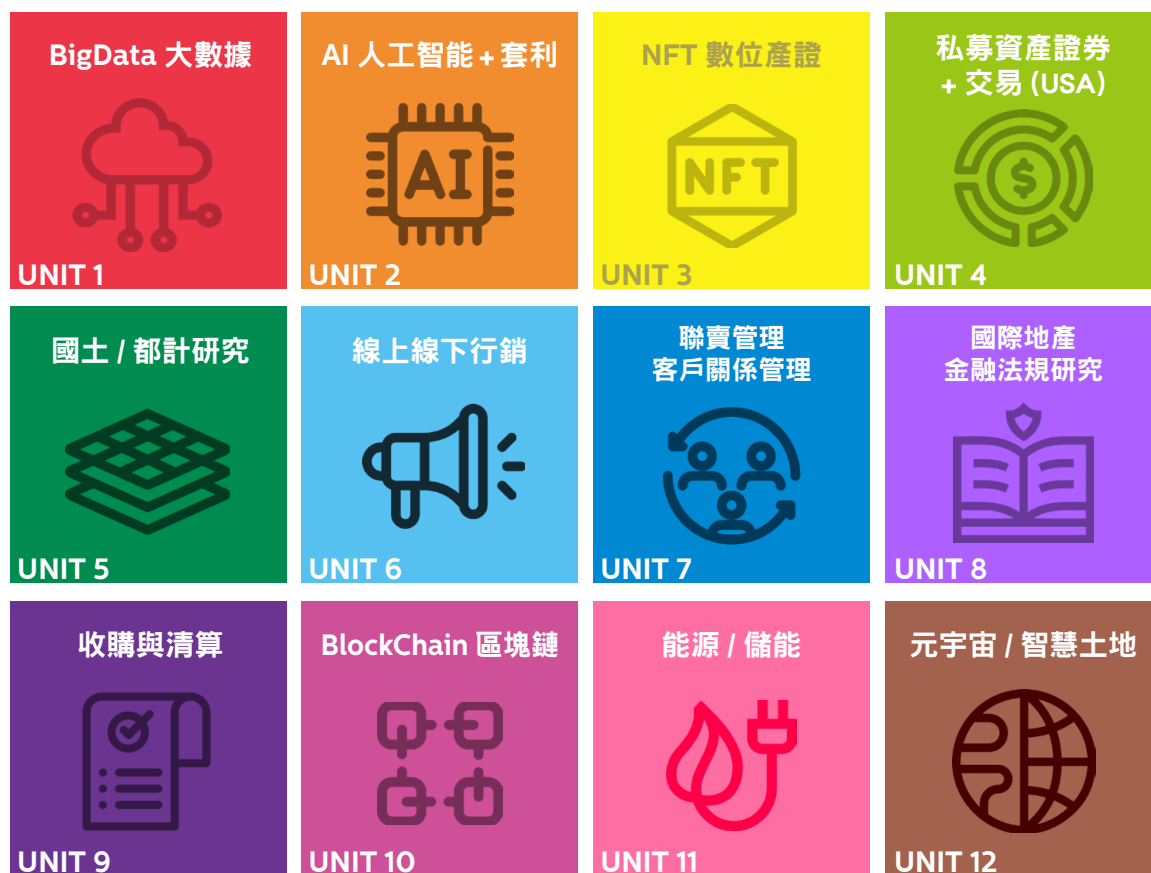 BigData 大數據
UNIT 1
AI 人工智能 + 套利
AI
UNIT 2
NFT 數位產證
NFT
UNIT 3
私募資產證券
+ 交易 (USA)
$
UNIT 4
國土 / 都計研究
UNIT 5
線上線下行銷
UNIT 6
聯賣管理
客戶關係管理
UNIT 7
國際地產
金融法規研究
UNIT 8
收購與清算
UNIT 9
BlockChain 區塊鏈
UNIT 10
能源 / 儲能
UNIT 11
元宇宙 / 智慧土地
UNIT 12